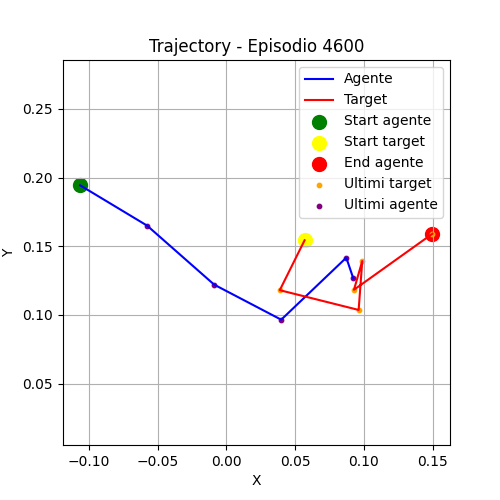 Trajectory - Episodio 4600
Agente
Target
Start agente
Start target
End agente
Ultimi target
Ultimi agente
Y
0.25
0.20
0.15
0.10
0.05
−0.10 −0.05 0.00 0.05 0.10 0.15
X